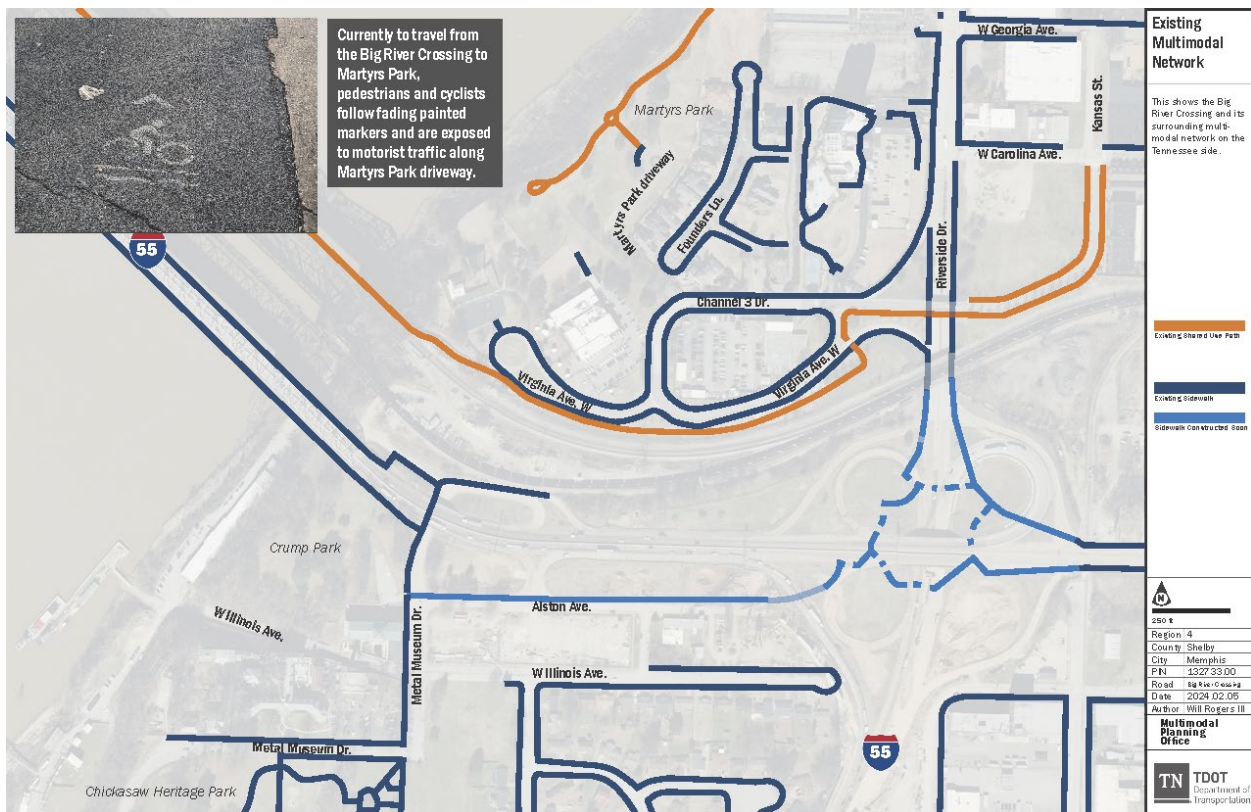 Currently to travel from
the Big River Crossing to
Martyrs Park,
pedestrians and cyclists
follow fading painted
markers and are exposed
to motorist traffic along
Martyrs Park driveway.
W Georgia Ave.
Kansas St.
Martyrs Park
W Carolina Ave.
Martyrs Park driveway
Founders Ln.
Riverside Dr.
55
Channel 3 Dr.
Virginia Ave. W
Virginia Ave. W
Crump Park
Alston Ave.
W Illinois Ave.
Metal Museum Dr.
W Illinois Ave.
Metal Museum Dr.
55
Chickasaw Heritage Park
Existing
Multimodal
Network
This shows the Big
River Crossing and its
surrounding multi-
modal network on the
Tennessee side.
Existing Shared Use Path
Existing Sidewalk
Sidewalk Constructed Soon
N
250 ft
Region 4
County Shelby
City Memphis
PIN 132733.00
Road Big River Crossing
Date 2024.02.05
Author Will Rogers III
Multimodal
Planning
Office
TN TDOT
Department of
Transportation